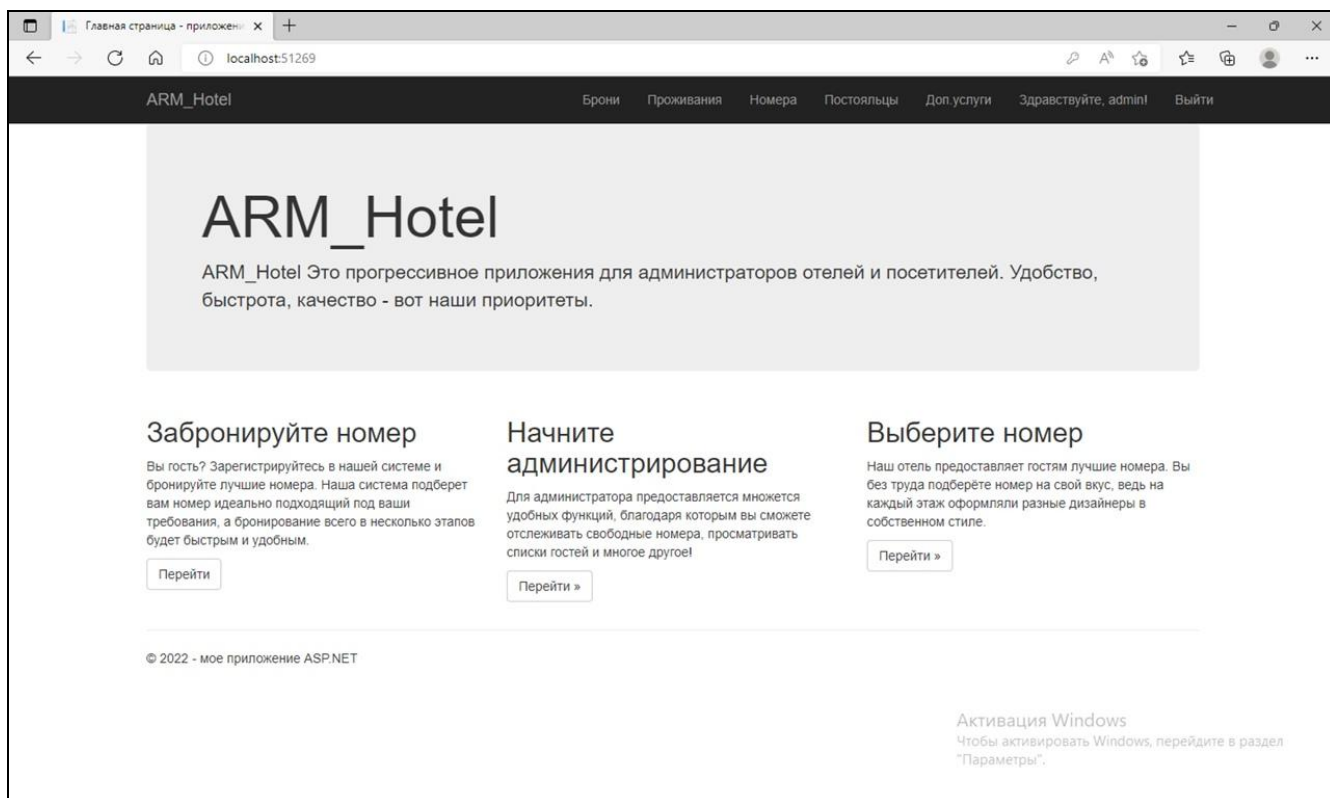 Главная страница - приложени
localhost:51269
ARM_Hotel Брони Проживания Номера Постояльцы Доп.услуги Здравствуйте, admin! Выйти
ARM_Hotel
ARM_Hotel Это прогрессивное приложения для администраторов отелей и посетителей. Удобство,
быстрота, качество - вот наши приоритеты.
Забронируйте номер
Вы гость? Зарегистрируйтесь в нашей системе и
бронируйте лучшие номера. Наша система подберет
вам номер идеально подходящий под ваши
требования, а бронирование всего в несколько этапов
будет быстрым и удобным.
Перейти
Начните
администрирование
Для администратора предоставляется множется
удобных функций, благодаря которым вы сможете
отслеживать свободные номера, просматривать
списки гостей и многое другое!
Перейти »
Выберите номер
Наш отель предоставляет гостям лучшие номера. Вы
без труда подберёте номер на свой вкус, ведь на
каждый этаж оформляли разные дизайнеры в
собственном стиле.
Перейти »
© 2022 - мое приложение ASP.NET
Активация Windows
Чтобы активировать Windows, перейдите в раздел
"Параметры".